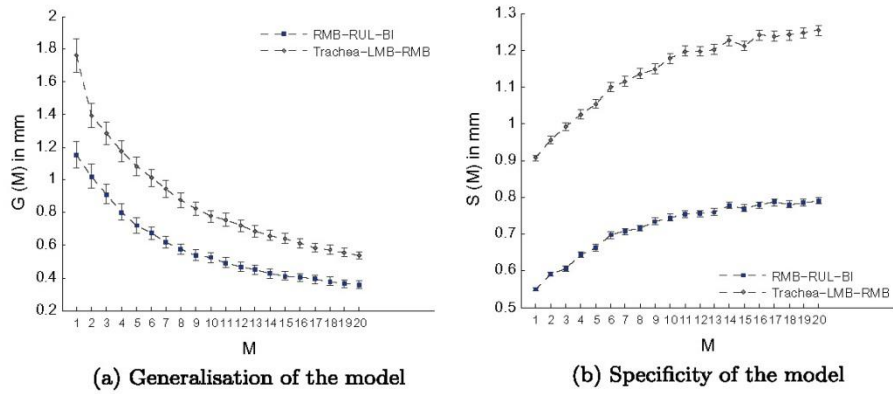 2
1.8
1.6
1.4
1.2
1
0.8
0.6
0.4
0.2
G (M) in mm
RMB-RUL-BI
Trachea-LMB-RMB
1 2 3 4 5 6 7 8 9 10 11 12 13 14 15 16 17 18 19 20
M
(a) Generalisation of the model
1.3
1.2
1.1
1
0.9
0.8
0.7
0.6
0.5
S (M) in mm
RMB-RUL-BI
Trachea-LMB-RMB
1 2 3 4 5 6 7 8 9 10 11 12 13 14 15 16 17 18 19 20
M
(b) Specificity of the model